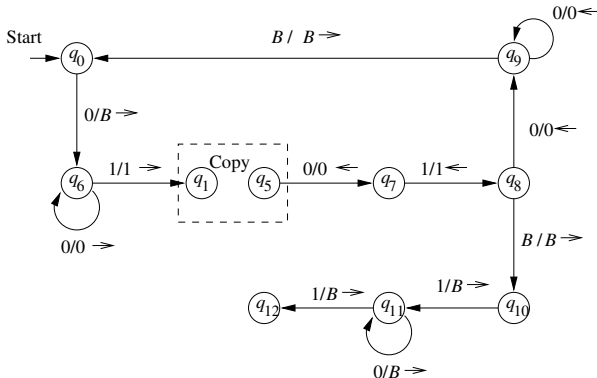 0/0 ←
B / B →
Start
q0
q9
0/B →
0/0 ←
Copy
1/1 →
0/0 ←
1/1 ←
q6
q1
q5
q7
q8
0/0 →
B / B →
1/B →
1/B →
q12
q11
q10
0/B →